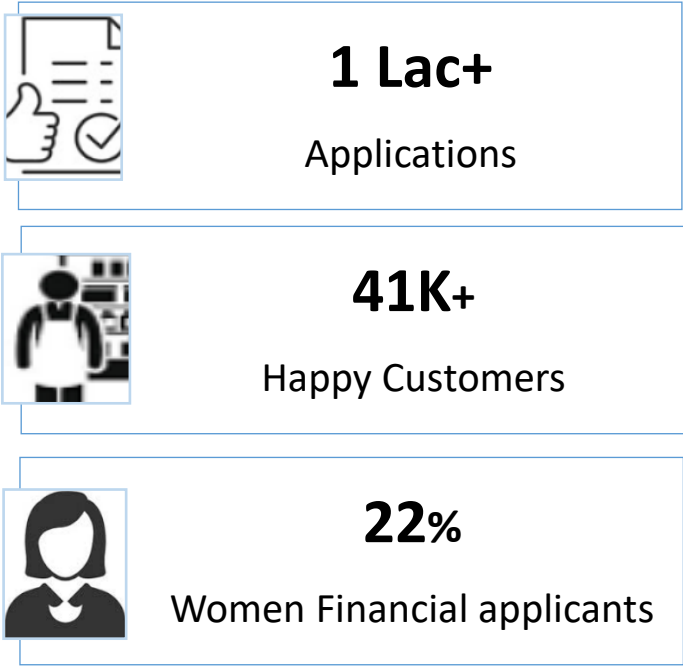 1 Lac+
Applications
41K+
Happy Customers
22%
Women Financial applicants